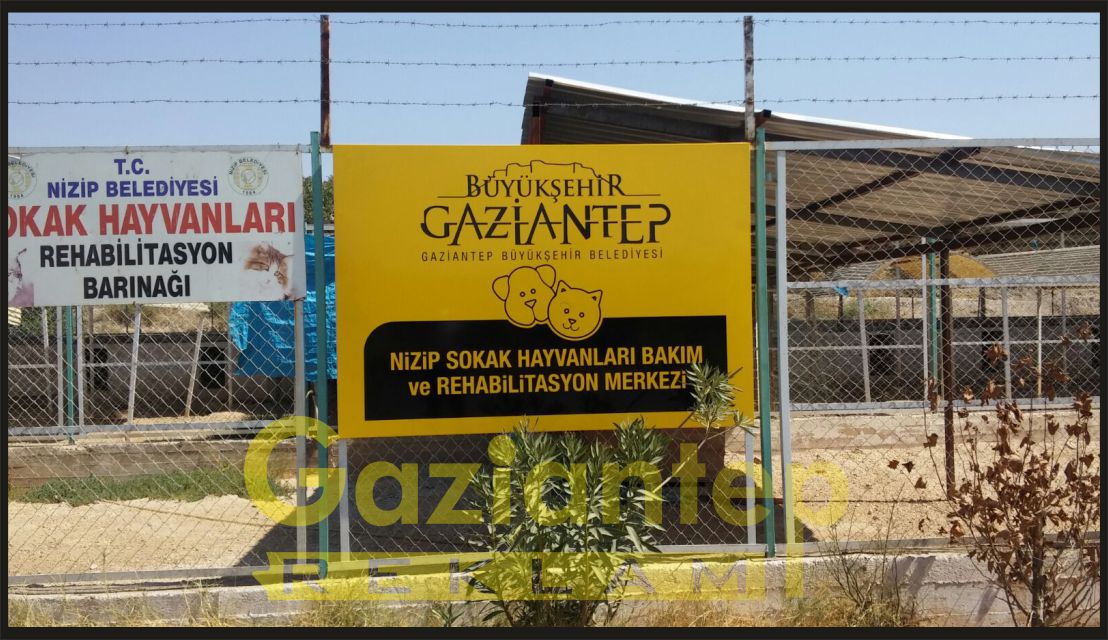 T.C.
NİZİP BELEDİYESİ
SOKAK HAYVANLARI
REHABİLİTASYON
BARINAĞI
BÜYÜKŞEHİR
GAZİANTEP
GAZİANTEP BÜYÜKŞEHİR BELEDİYESİ
NİZİP SOKAK HAYVANLARI BAKIM
ve REHABİLİTASYON MERKEZİ
Gaziantep
REKLAM